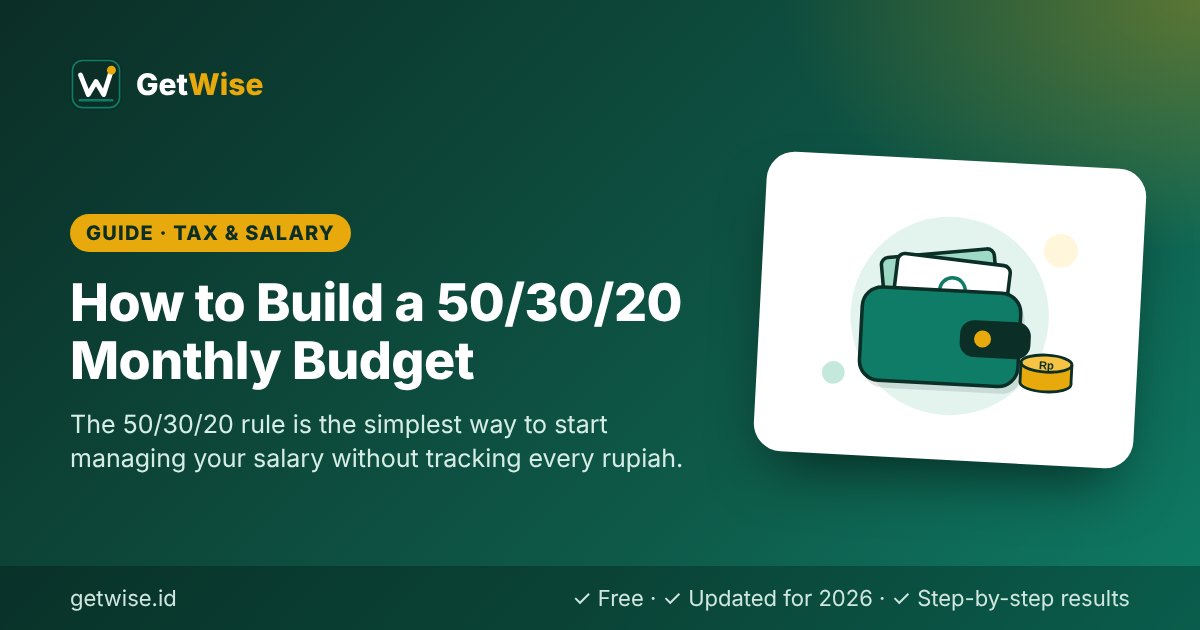 GetWise
GUIDE · TAX & SALARY
How to Build a 50/30/20
Monthly Budget
The 50/30/20 rule is the simplest way to start
managing your salary without tracking every rupiah.
Rp
getwise.id
✓ Free · ✓ Updated for 2026 · ✓ Step-by-step results